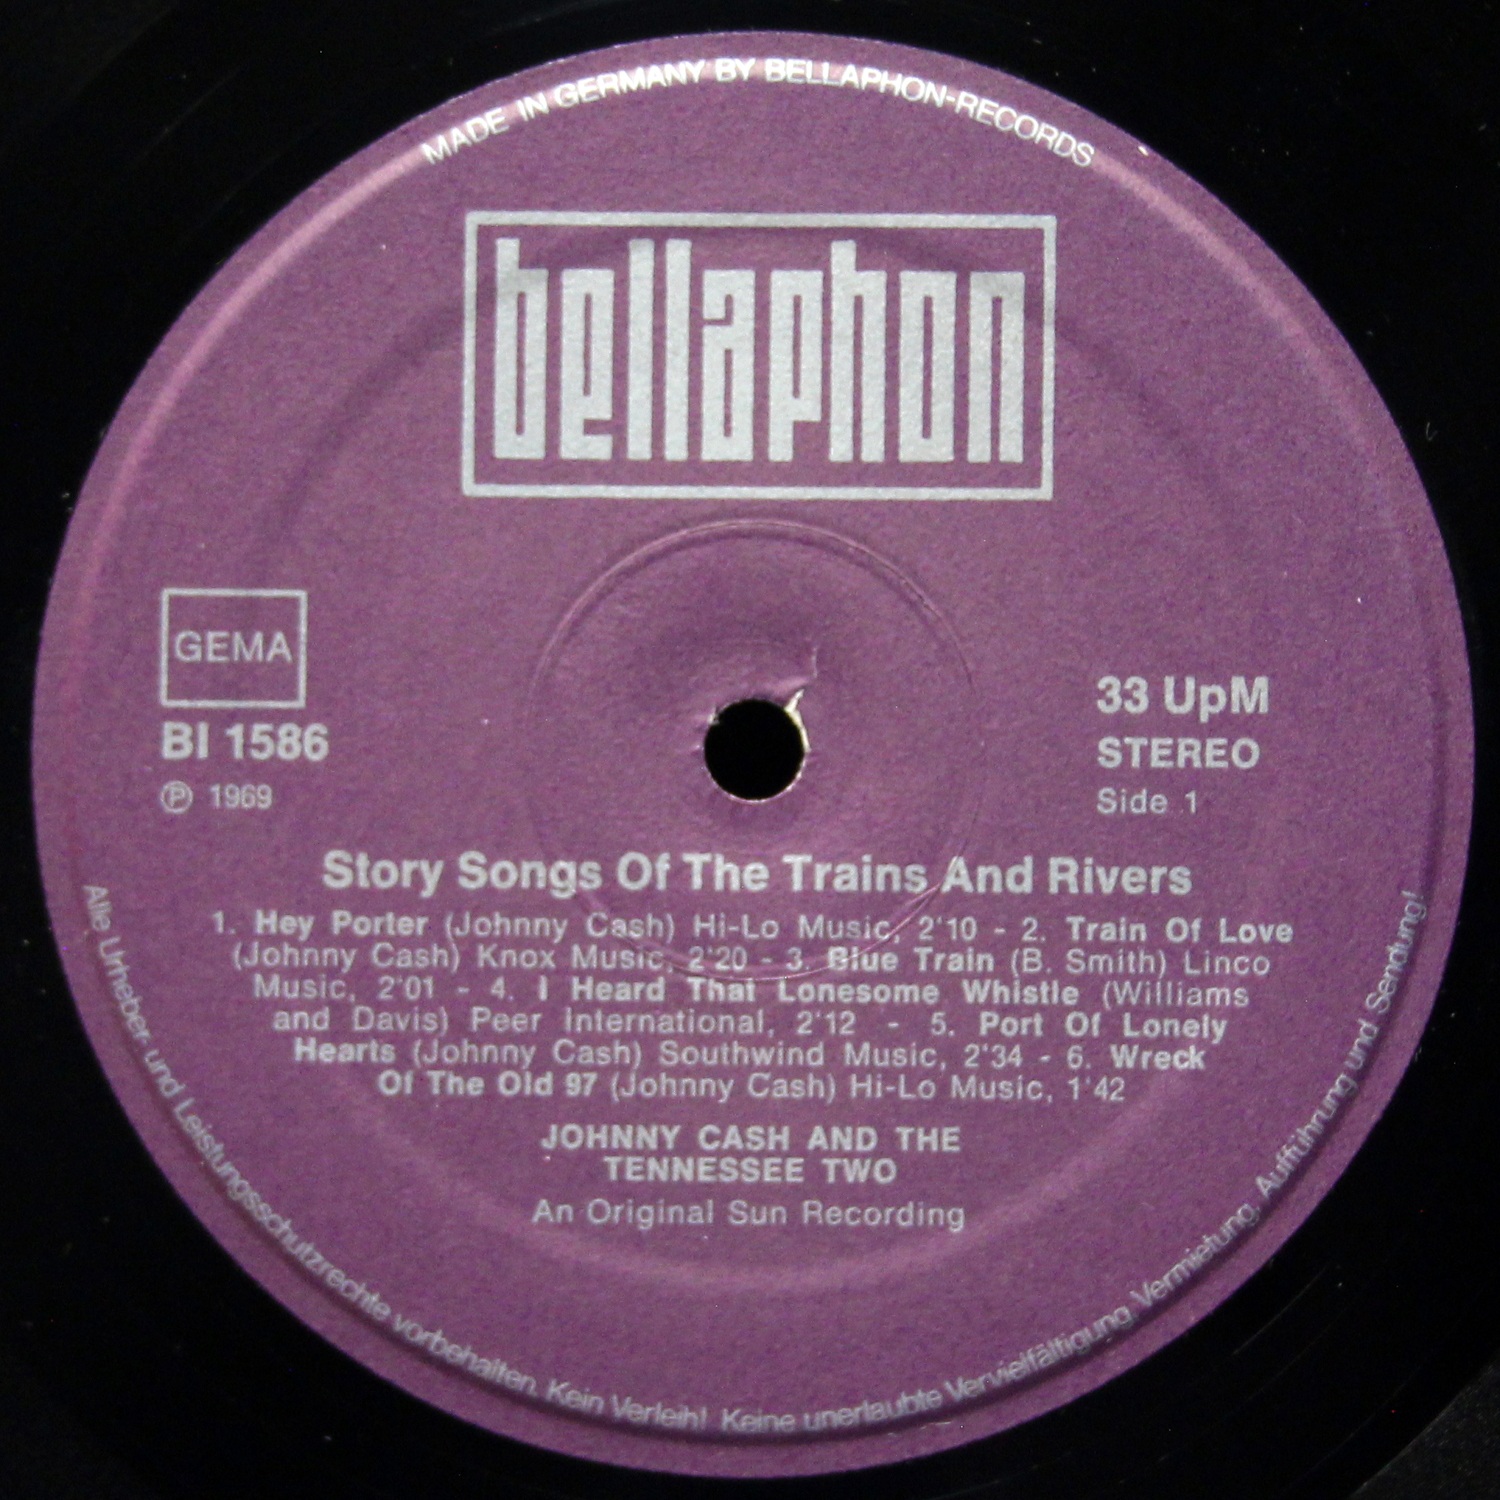 MADE IN GERMANY BY BELLAPHON-RECORDS
bellaphon
GEMA
BI 1586
℗ 1969
33 UpM
STEREO
Side 1
Story Songs Of The Trains And Rivers
1. Hey Porter (Johnny Cash) Hi-Lo Music, 2'10 - 2. Train Of Love
(Johnny Cash) Knox Music, 2'20 - 3. Blue Train (B. Smith) Linco
Music, 2'01 - 4. I Heard That Lonesome Whistle (Williams
and Davis) Peer International, 2'12 - 5. Port Of Lonely
Hearts (Johnny Cash) Southwind Music, 2'34 - 6. Wreck
Of The Old 97 (Johnny Cash) Hi-Lo Music, 1'42
JOHNNY CASH AND THE
TENNESSEE TWO
An Original Sun Recording
Alle Urheber- und Leistungsschutzrechte vorbehalten. Kein Verleih! Keine unerlaubte Vervielfältigung, Vermietung, Aufführung und Sendung!